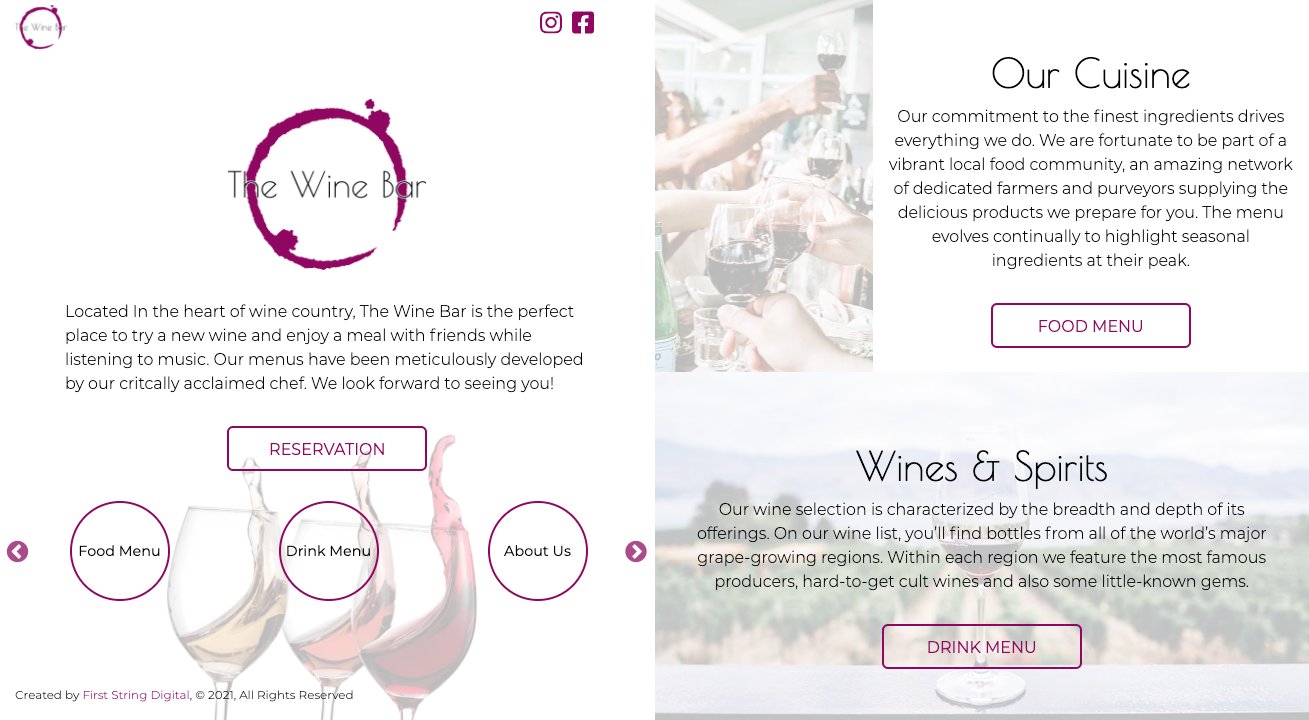 The Wine Bar
The Wine Bar
Located In the heart of wine country, The Wine Bar is the perfect
place to try a new wine and enjoy a meal with friends while
listening to music. Our menus have been meticulously developed
by our critcally acclaimed chef. We look forward to seeing you!
RESERVATION
Food Menu
Drink Menu
About Us
Created by First String Digital, © 2021, All Rights Reserved
Our Cuisine
Our commitment to the finest ingredients drives
everything we do. We are fortunate to be part of a
vibrant local food community, an amazing network
of dedicated farmers and purveyors supplying the
delicious products we prepare for you. The menu
evolves continually to highlight seasonal
ingredients at their peak.
FOOD MENU
Wines & Spirits
Our wine selection is characterized by the breadth and depth of its
offerings. On our wine list, you’ll find bottles from all of the world’s major
grape-growing regions. Within each region we feature the most famous
producers, hard-to-get cult wines and also some little-known gems.
DRINK MENU